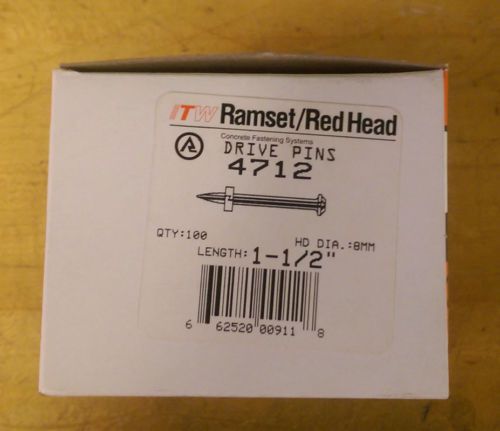 ITW Ramset/Red Head
Concrete Fastening Systems
DRIVE PINS
4712
QTY:100
HD DIA.:8MM
LENGTH: 1-1/2"
6 62520 00911 8